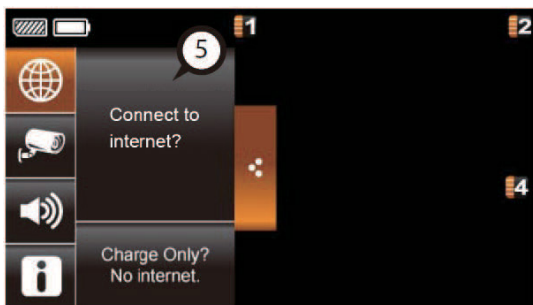 1
2
5
Connect to
internet?
4
Charge Only?
No internet.
i